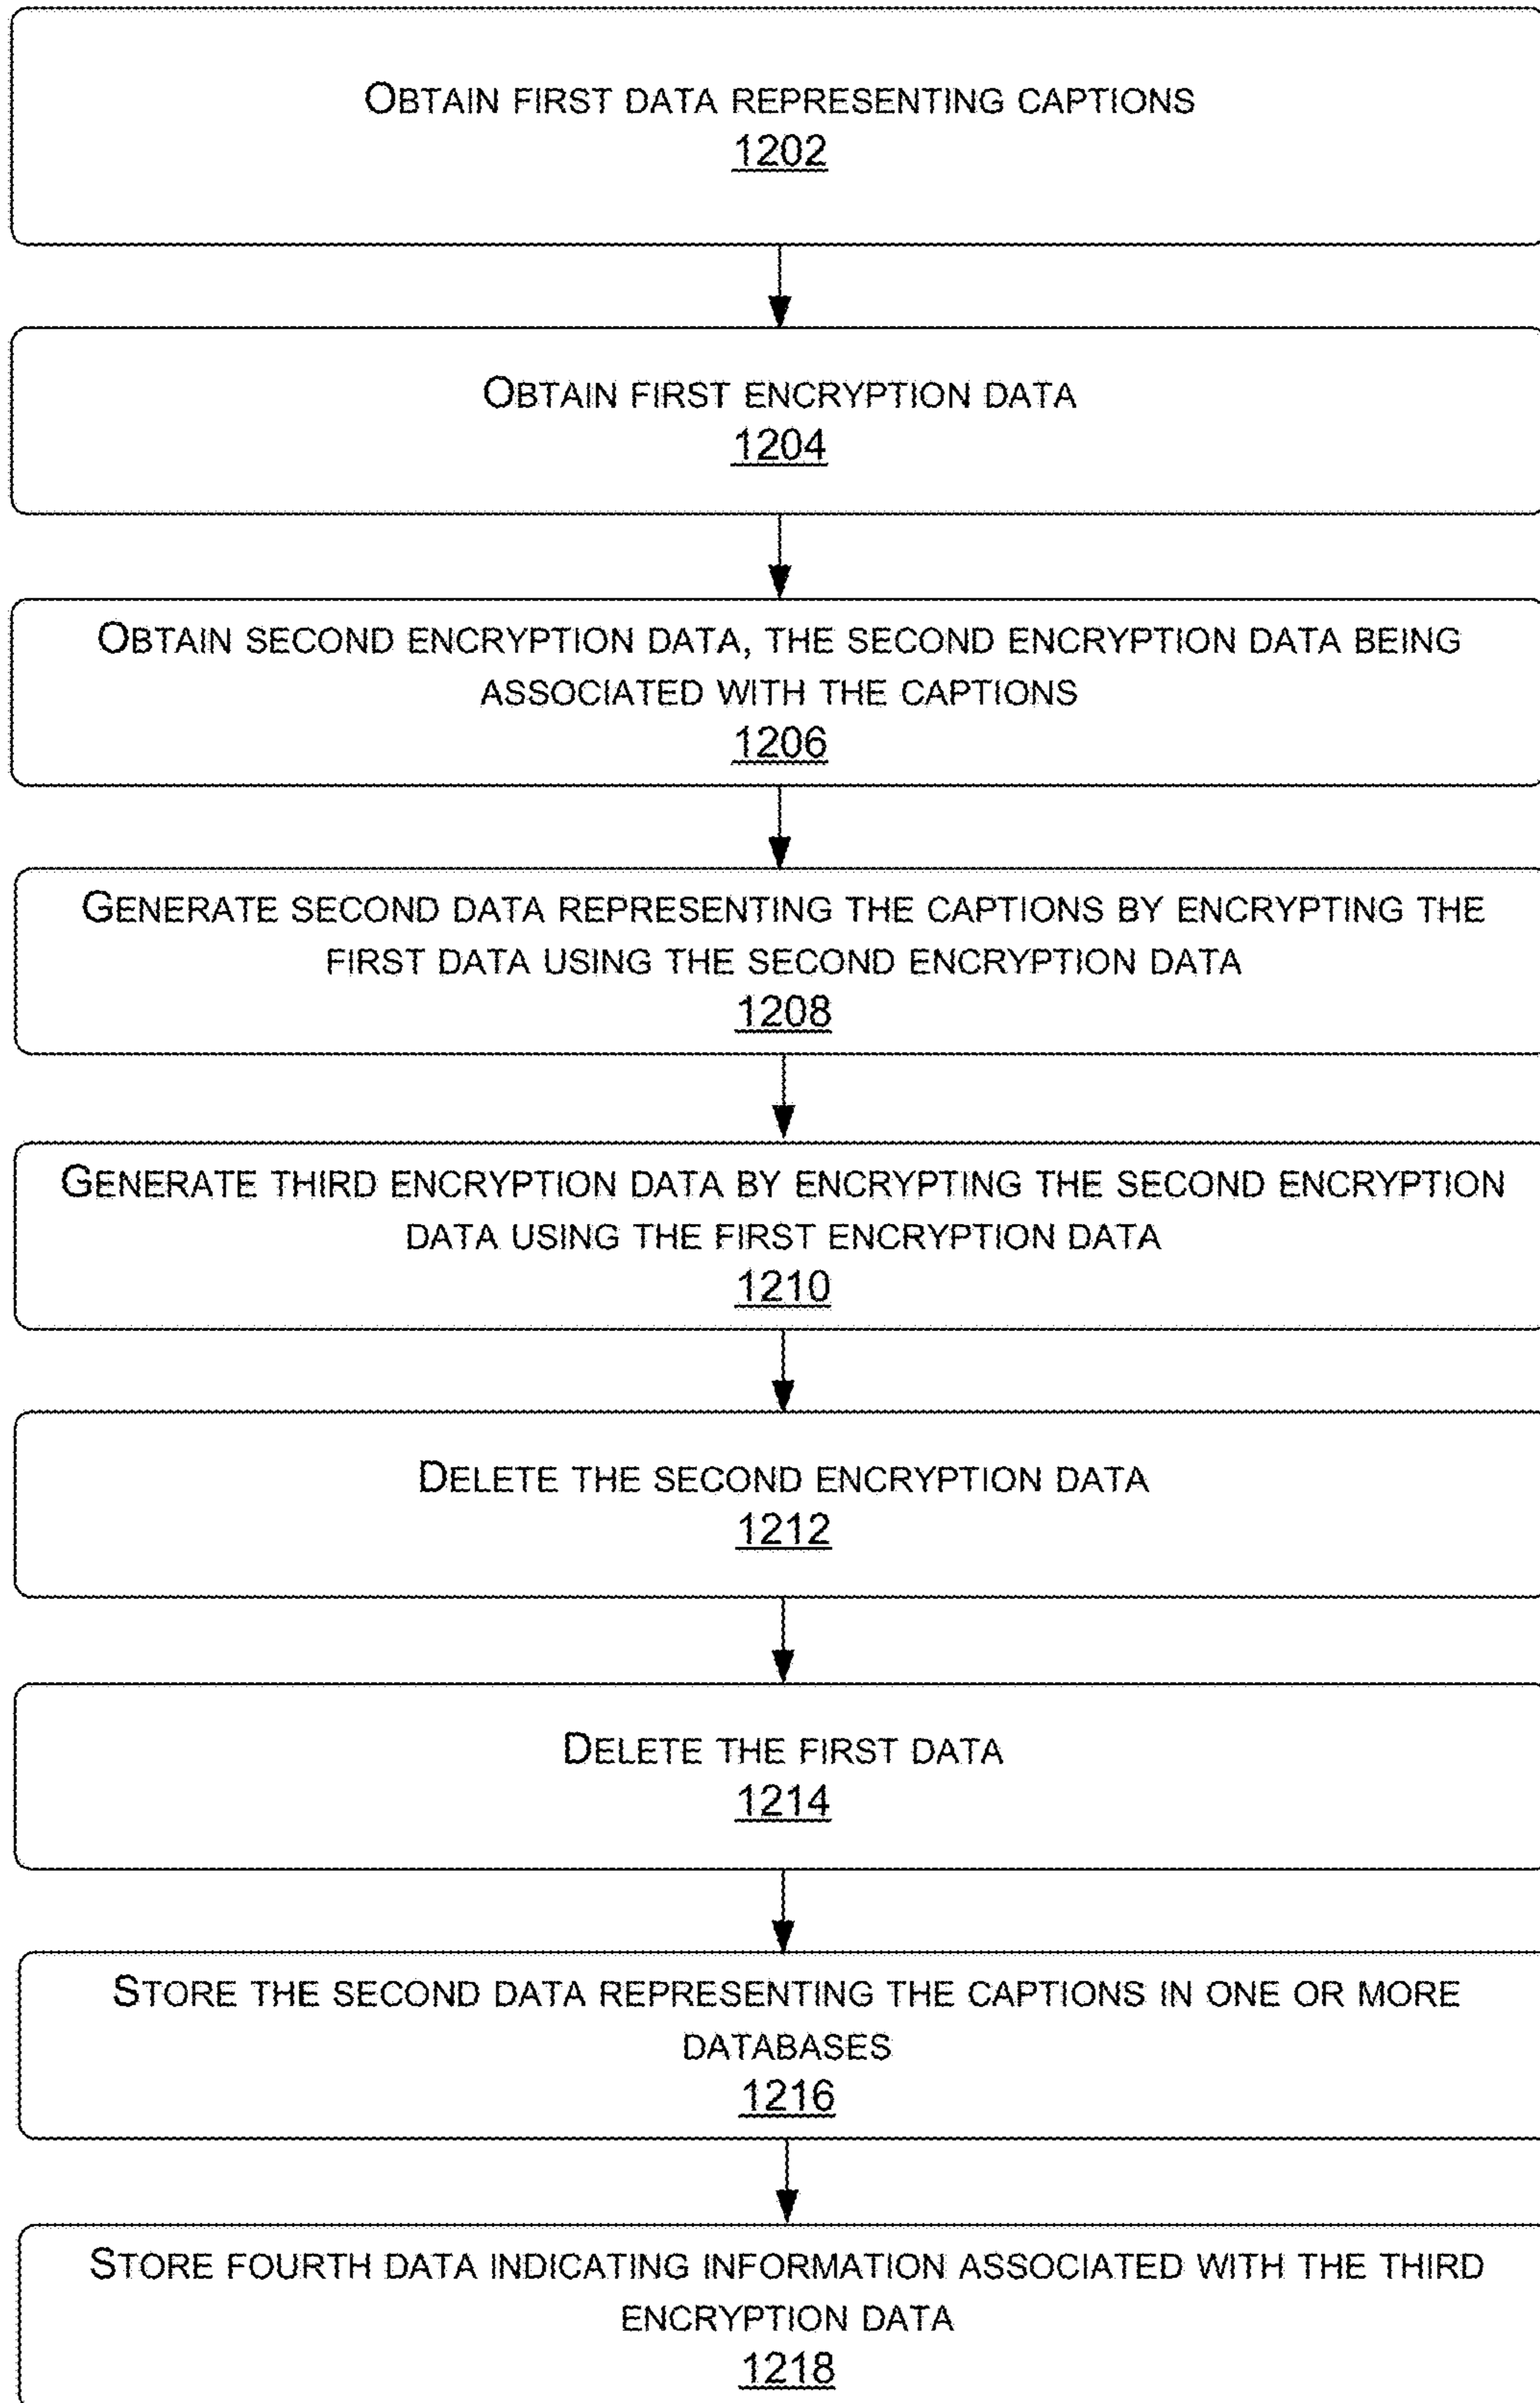 OBTAIN FIRST DATA REPRESENTING CAPTIONS
1202
OBTAIN FIRST ENCRYPTION DATA
1204
OBTAIN SECOND ENCRYPTION DATA, THE SECOND ENCRYPTION DATA BEING
ASSOCIATED WITH THE CAPTIONS
1206
GENERATE SECOND DATA REPRESENTING THE CAPTIONS BY ENCRYPTING THE
FIRST DATA USING THE SECOND ENCRYPTION DATA
1208
GENERATE THIRD ENCRYPTION DATA BY ENCRYPTING THE SECOND ENCRYPTION
DATA USING THE FIRST ENCRYPTION DATA
1210
DELETE THE SECOND ENCRYPTION DATA
1212
DELETE THE FIRST DATA
1214
STORE THE SECOND DATA REPRESENTING THE CAPTIONS IN ONE OR MORE
DATABASES
1216
STORE FOURTH DATA INDICATING INFORMATION ASSOCIATED WITH THE THIRD
ENCRYPTION DATA
1218